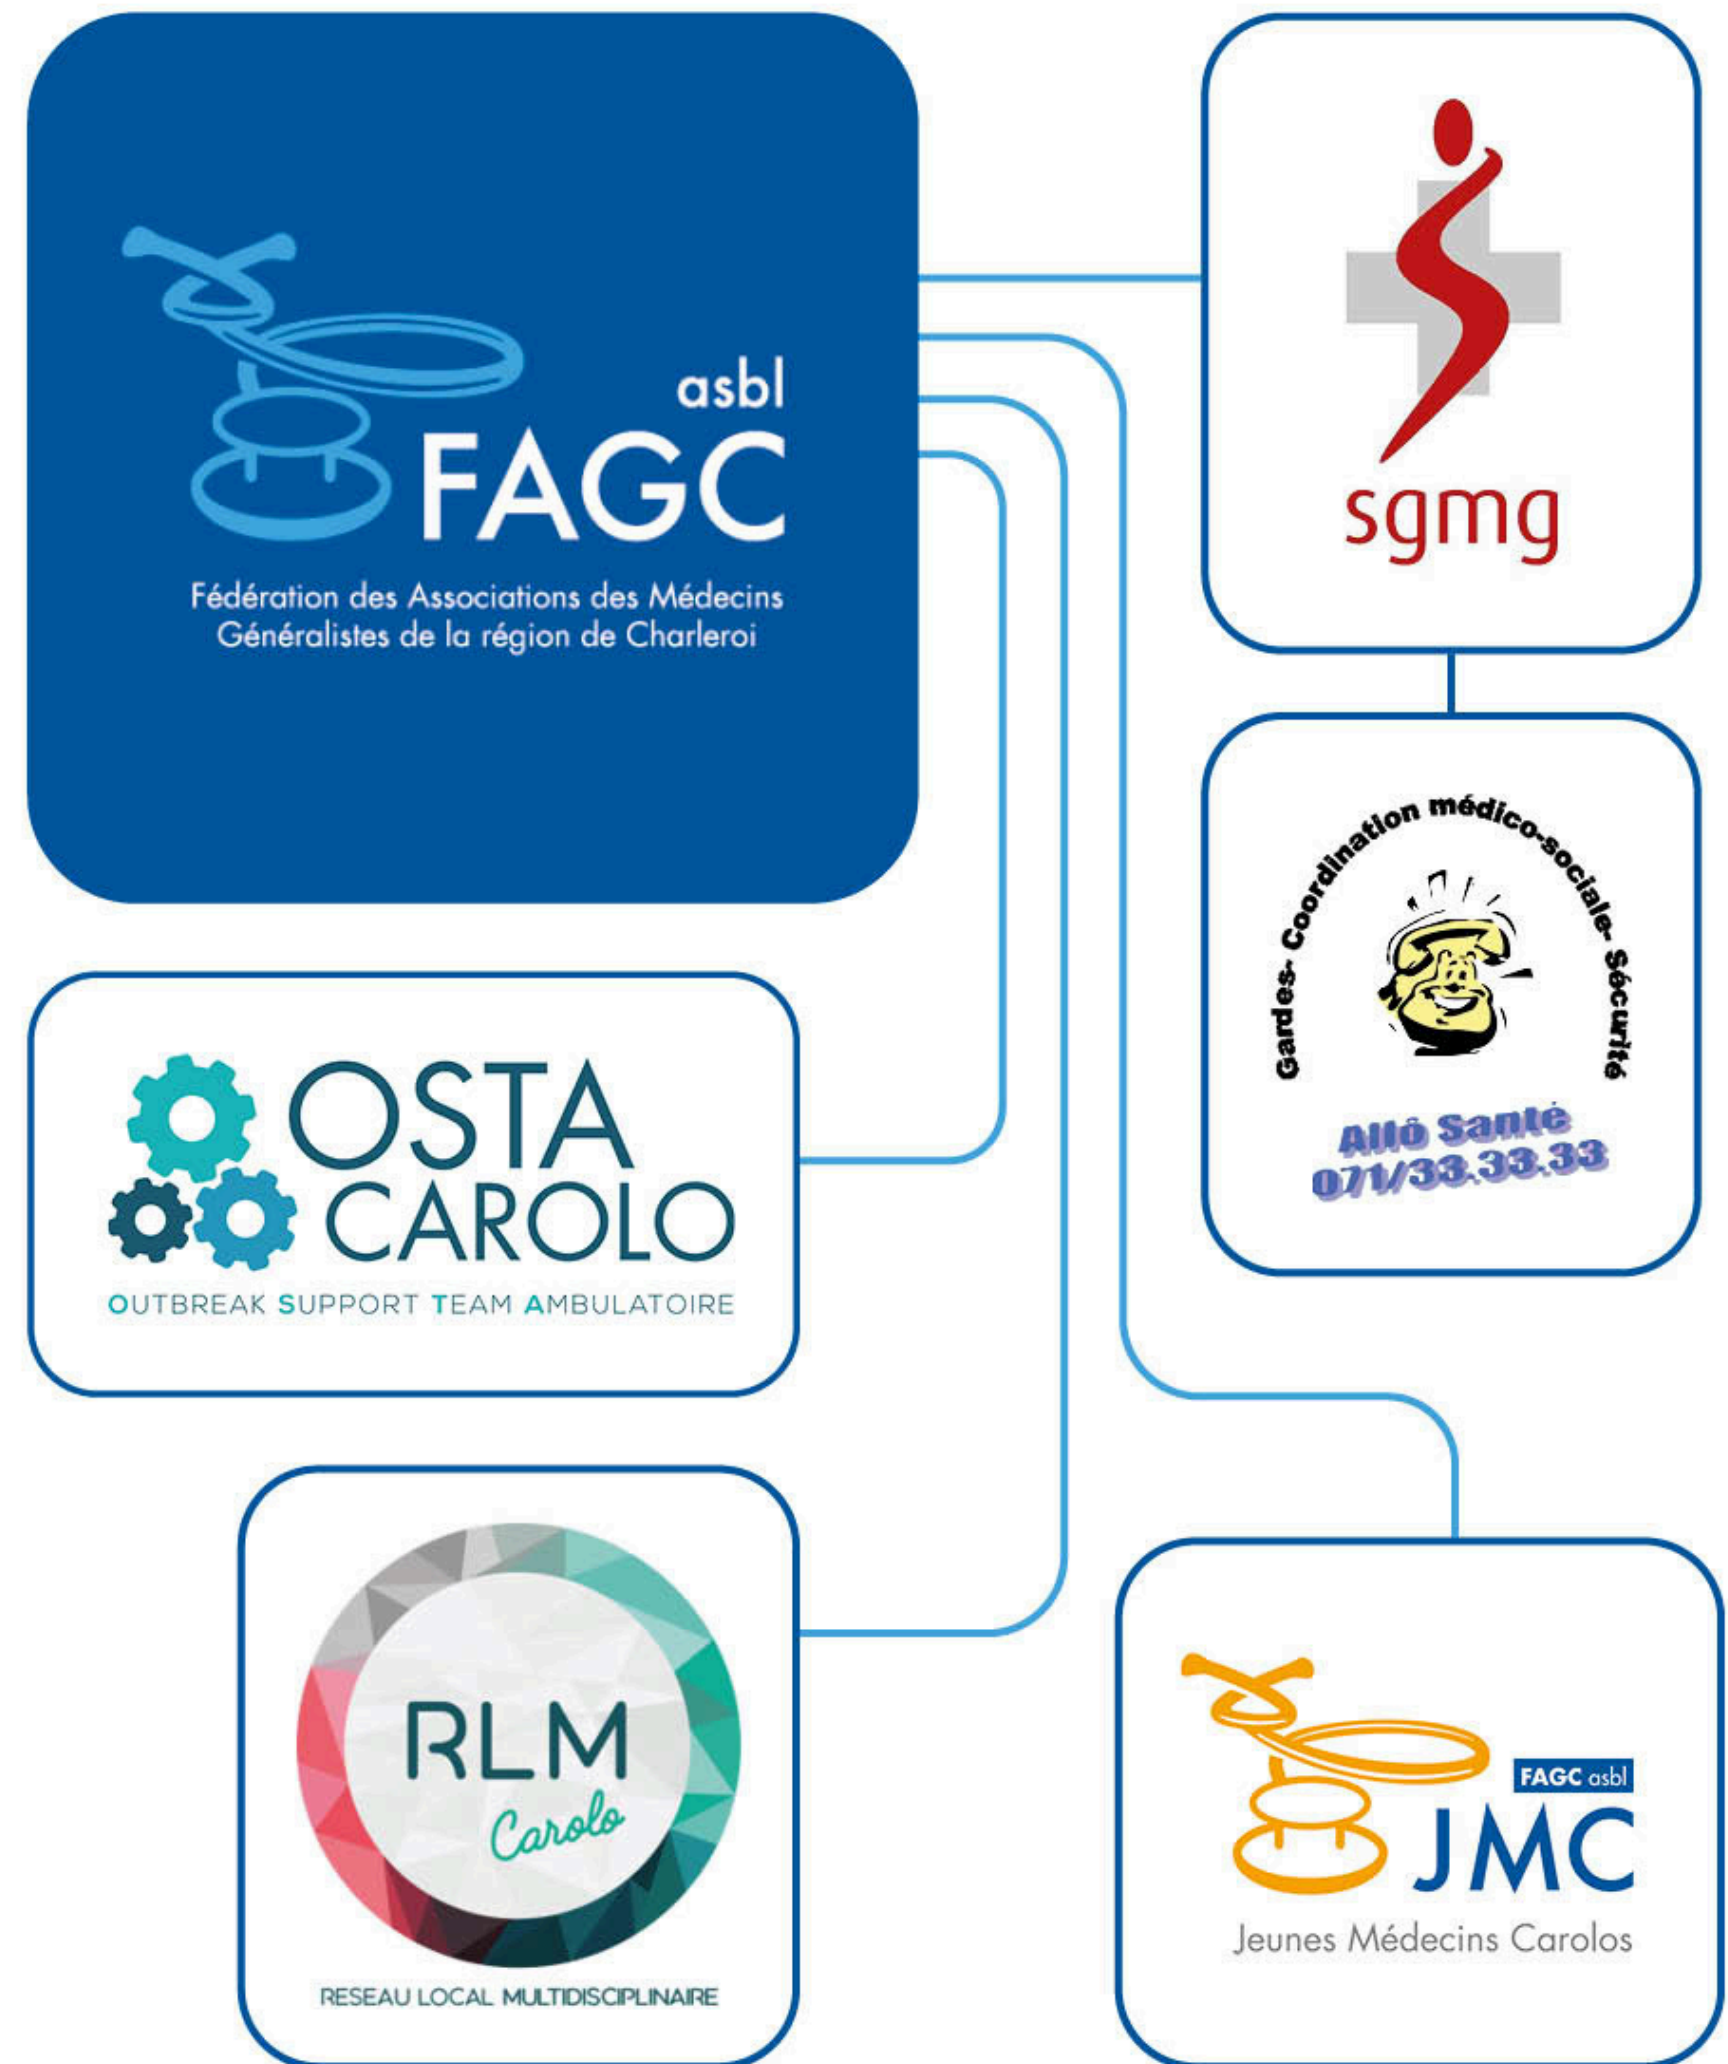 asbl
FAGC
Fédération des Associations des Médecins
Généralistes de la région de Charleroi
sgmg
Gardes- Coordination médico-sociale- Sécurité
Allô Santé
071/33.33.33
OSTA
CAROLO
OUTBREAK SUPPORT TEAM AMBULATOIRE
RLM
Carolo
RESEAU LOCAL MULTIDISCIPLINAIRE
FAGC asbl
JMC
Jeunes Médecins Carolos